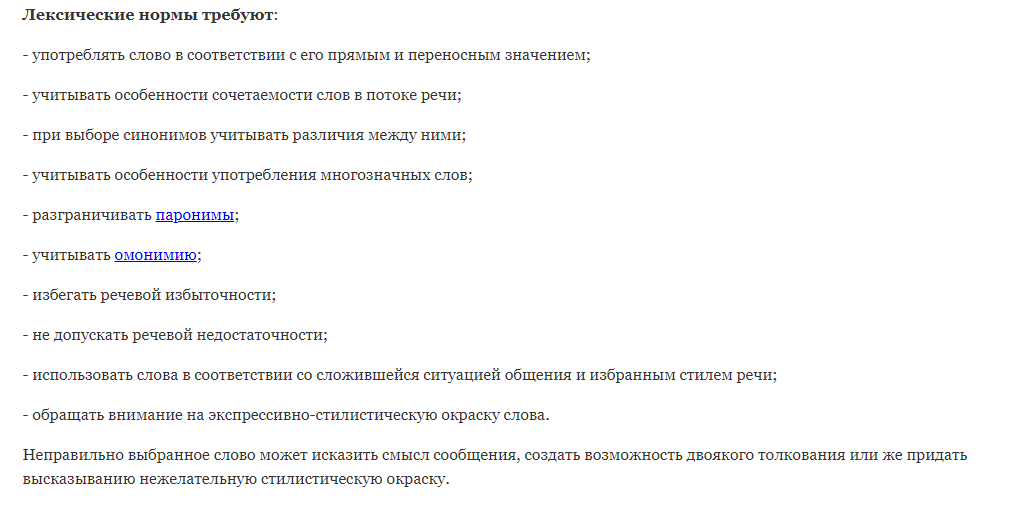 Лексические нормы требуют:
- употреблять слово в соответствии с его прямым и переносным значением;
- учитывать особенности сочетаемости слов в потоке речи;
- при выборе синонимов учитывать различия между ними;
- учитывать особенности употребления многозначных слов;
- разграничивать паронимы;
- учитывать омонимию;
- избегать речевой избыточности;
- не допускать речевой недостаточности;
- использовать слова в соответствии со сложившейся ситуацией общения и избранным стилем речи;
- обращать внимание на экспрессивно-стилистическую окраску слова.
Неправильно выбранное слово может исказить смысл сообщения, создать возможность двоякого толкования или же придать
высказыванию нежелательную стилистическую окраску.